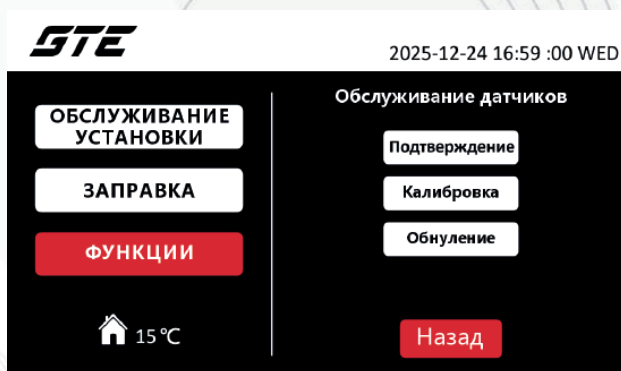 GTE
2025-12-24 16:59 :00 WED
ОБСЛУЖИВАНИЕ
УСТАНОВКИ
ЗАПРАВКА
ФУНКЦИИ
15℃
Обслуживание датчиков
Подтверждение
Калибровка
Обнуление
Назад